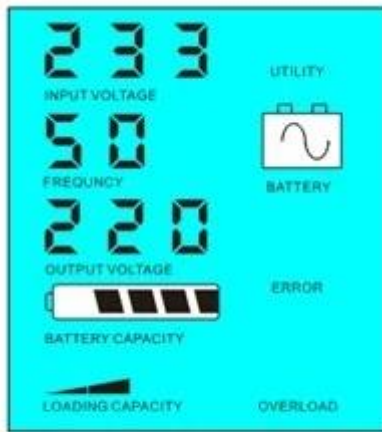 233
UTILITY
INPUT VOLTAGE
50
FREQUNCY
BATTERY
220
OUTPUT VOLTAGE
ERROR
BATTERY CAPACITY
LOADING CAPACITY
OVERLOAD